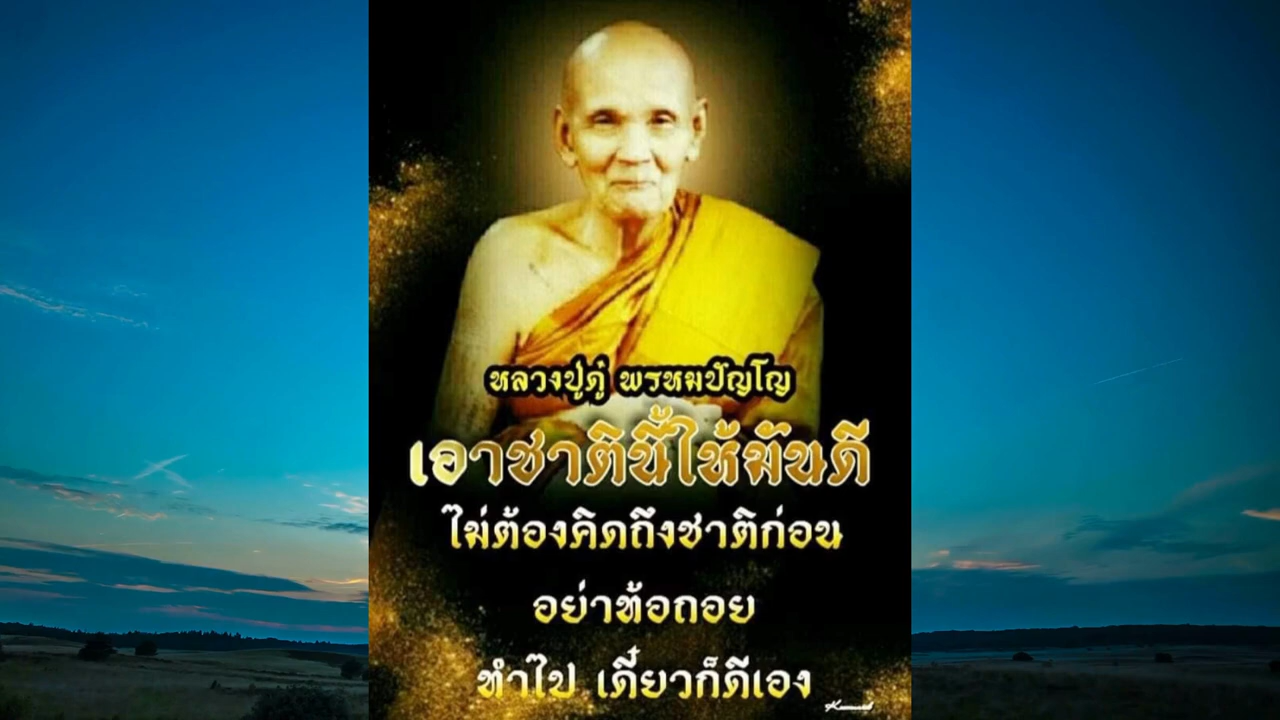 หลวงปู่ดู่ พรหมปัญโญ
เอาชาตินี้ให้มันดี
ไม่ต้องคิดถึงชาติก่อน
อย่าท้อถอย
ทำไป เดี๋ยวก็ดีเอง